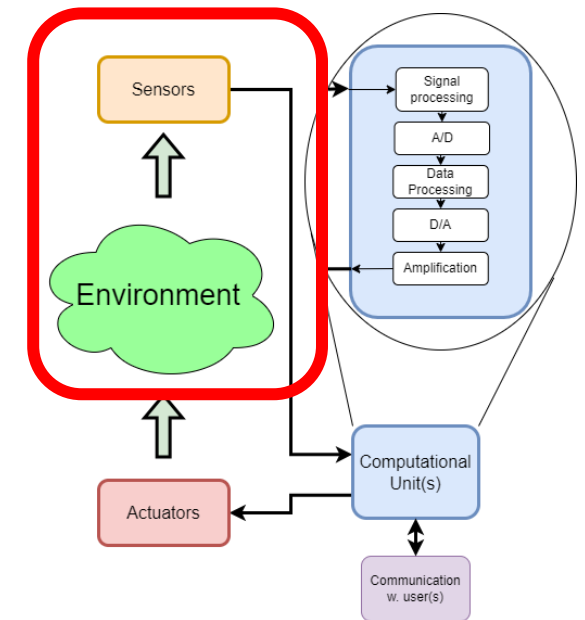 Sensors
Signal
processing
A/D
Data
Processing
D/A
Amplification
Environment
Computational
Unit(s)
Actuators
Communication
w. user(s)